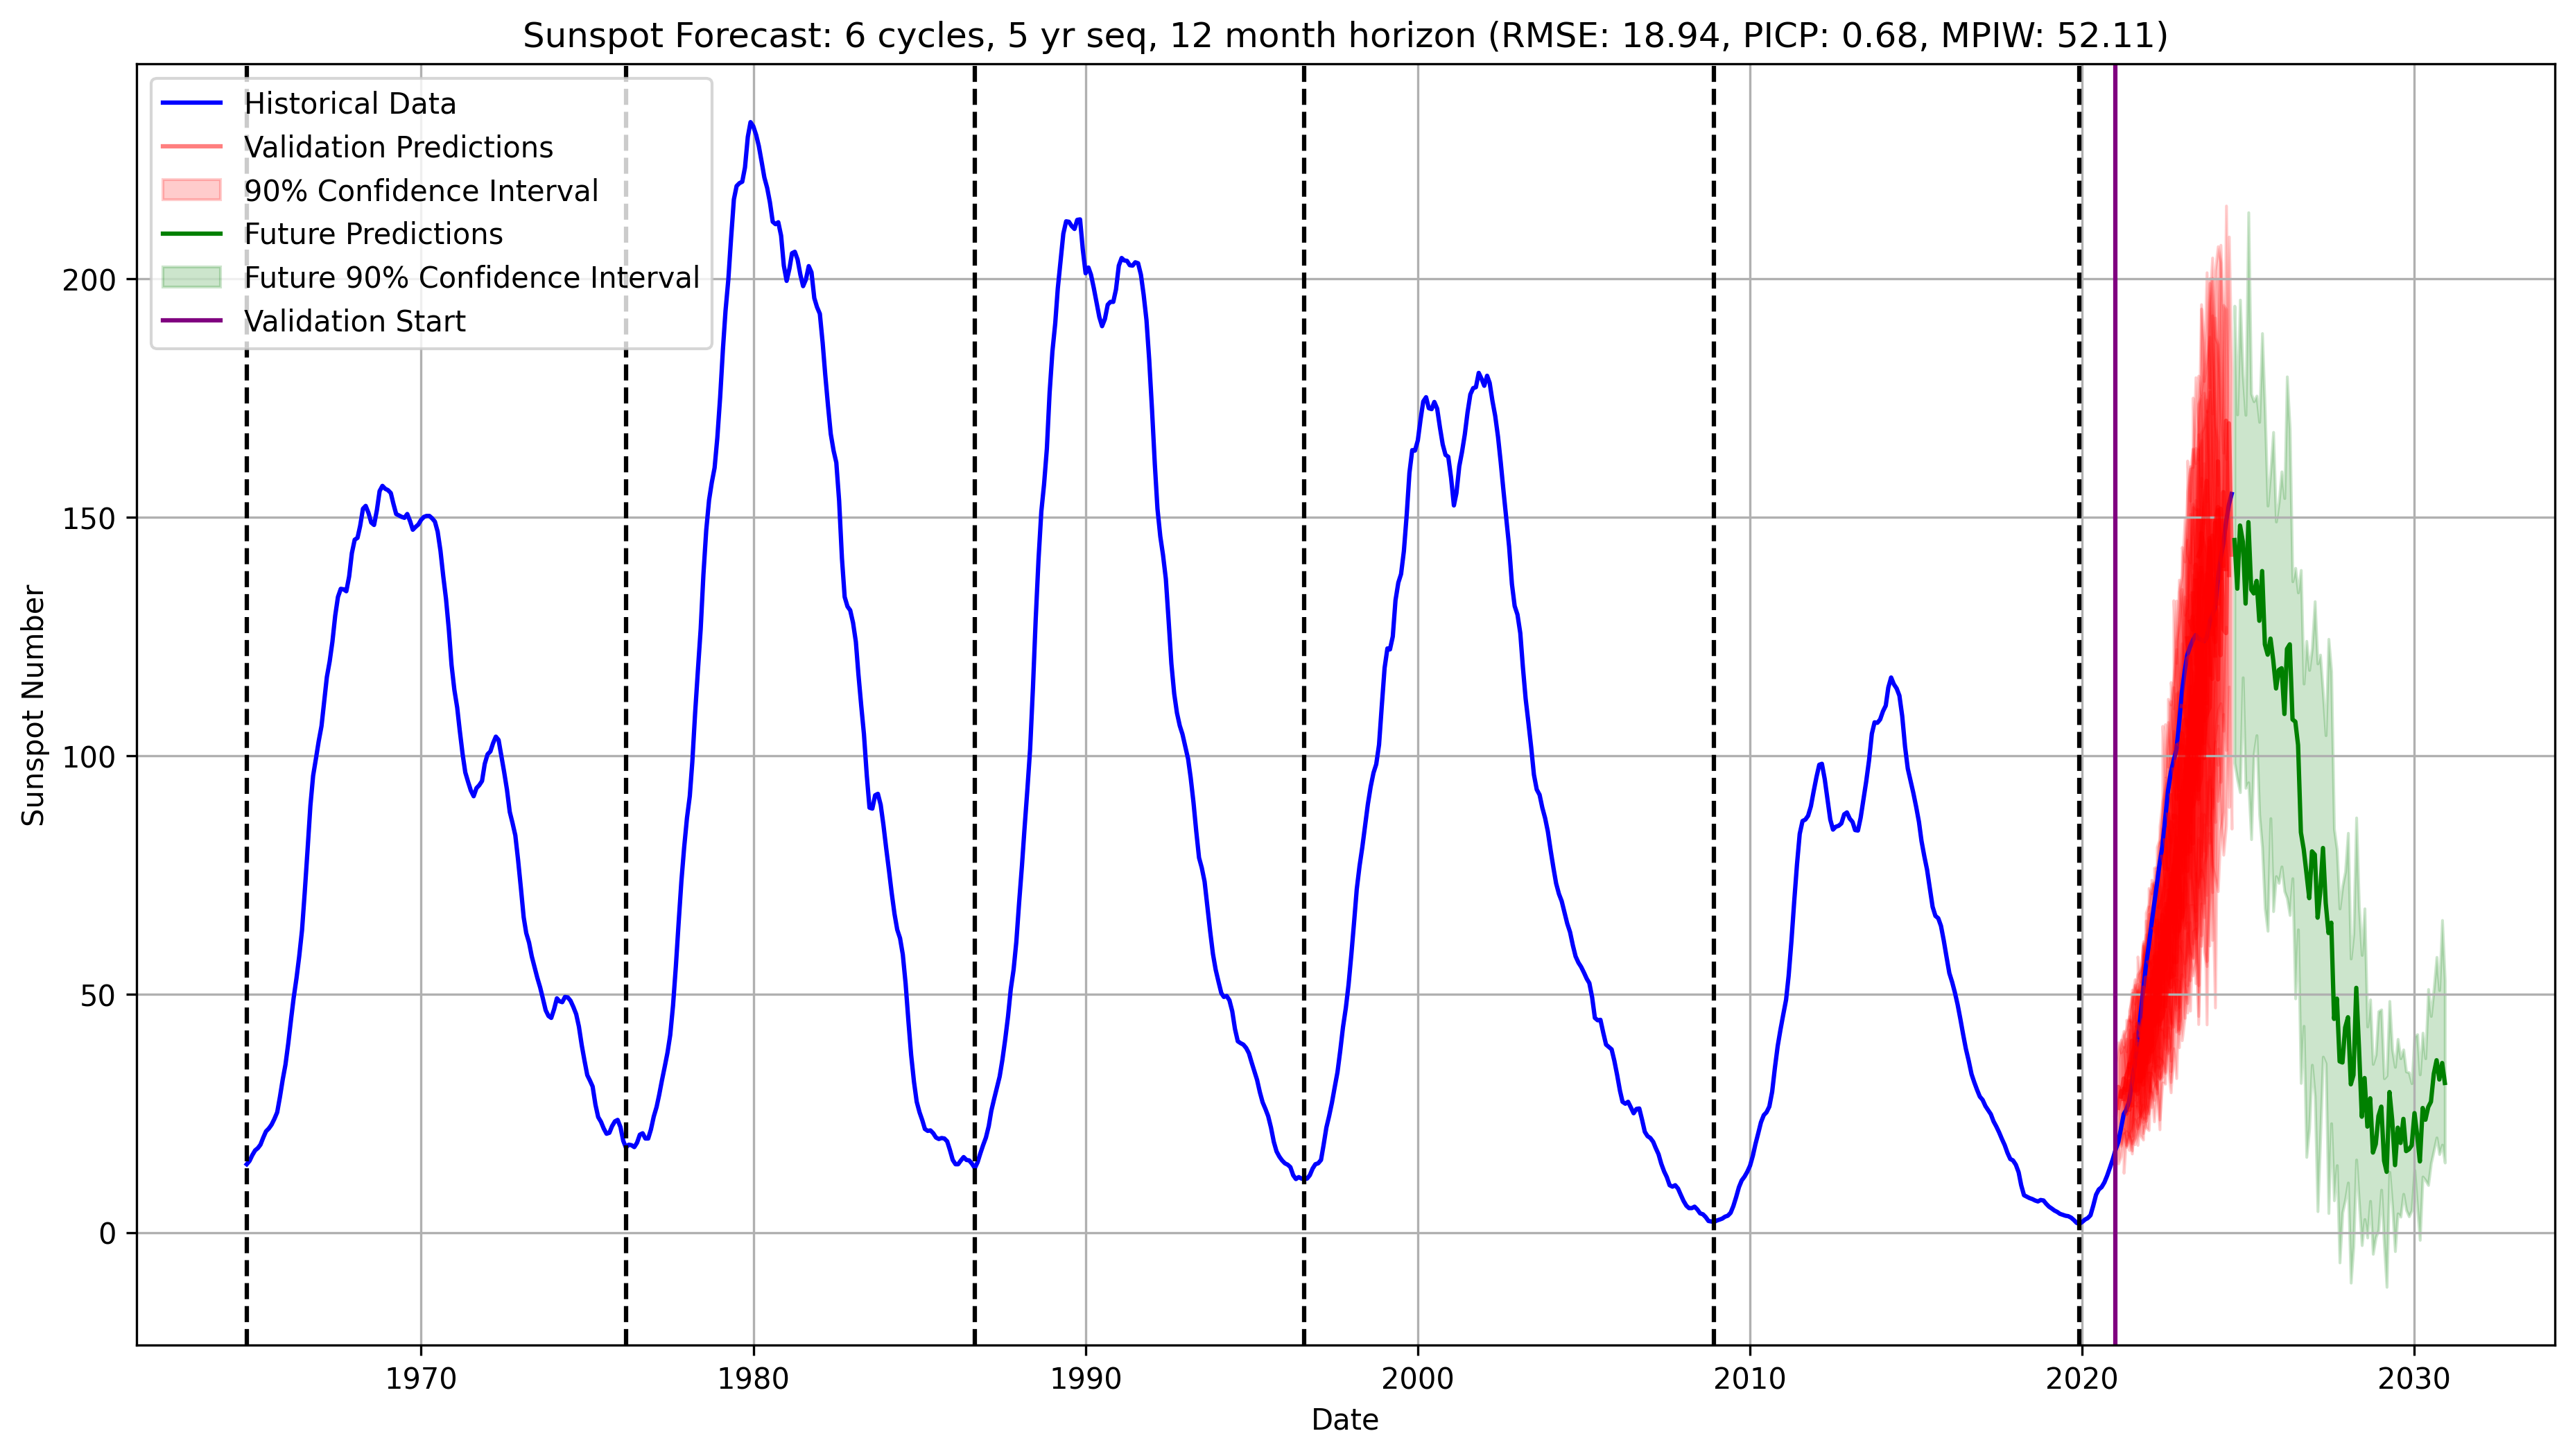 Sunspot Forecast: 6 cycles, 5 yr seq, 12 month horizon (RMSE: 18.94, PICP: 0.68, MPIW: 52.11)
Historical Data
Validation Predictions
90% Confidence Interval
Future Predictions
Future 90% Confidence Interval
Validation Start
Sunspot Number
200
150
100
50
0
1970 1980 1990 2000 2010 2020 2030
Date